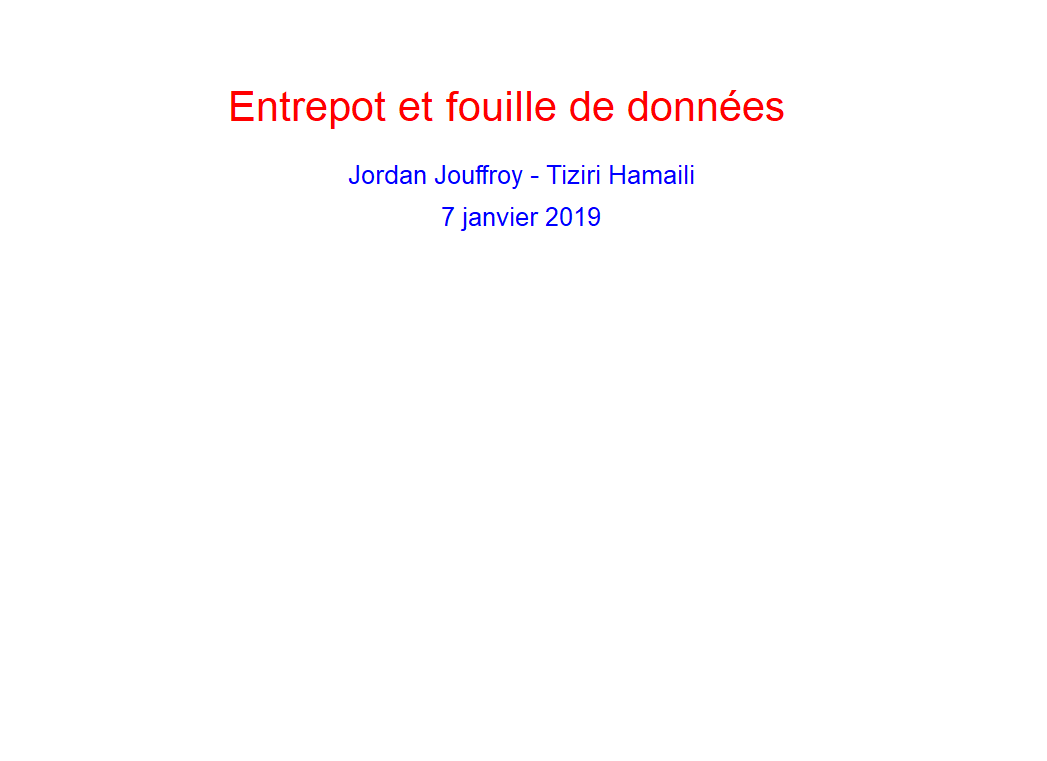 Entrepot et fouille de données
Jordan Jouffroy - Tiziri Hamaili
7 janvier 2019